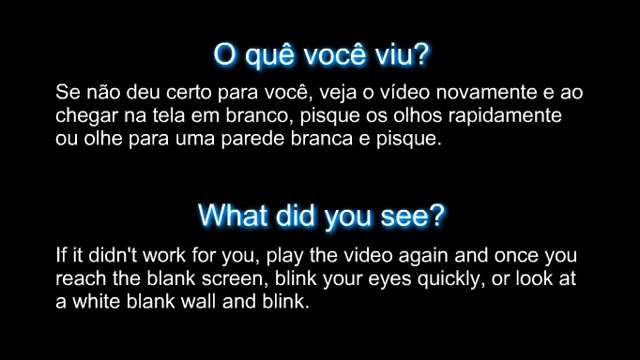 O quê você viu?
Se não deu certo para você, veja o vídeo novamente e ao
chegar na tela em branco, pisque os olhos rapidamente
ou olhe para uma parede branca e pisque.
What did you see?
If it didn't work for you, play the video again and once you
reach the blank screen, blink your eyes quickly, or look at
a white blank wall and blink.